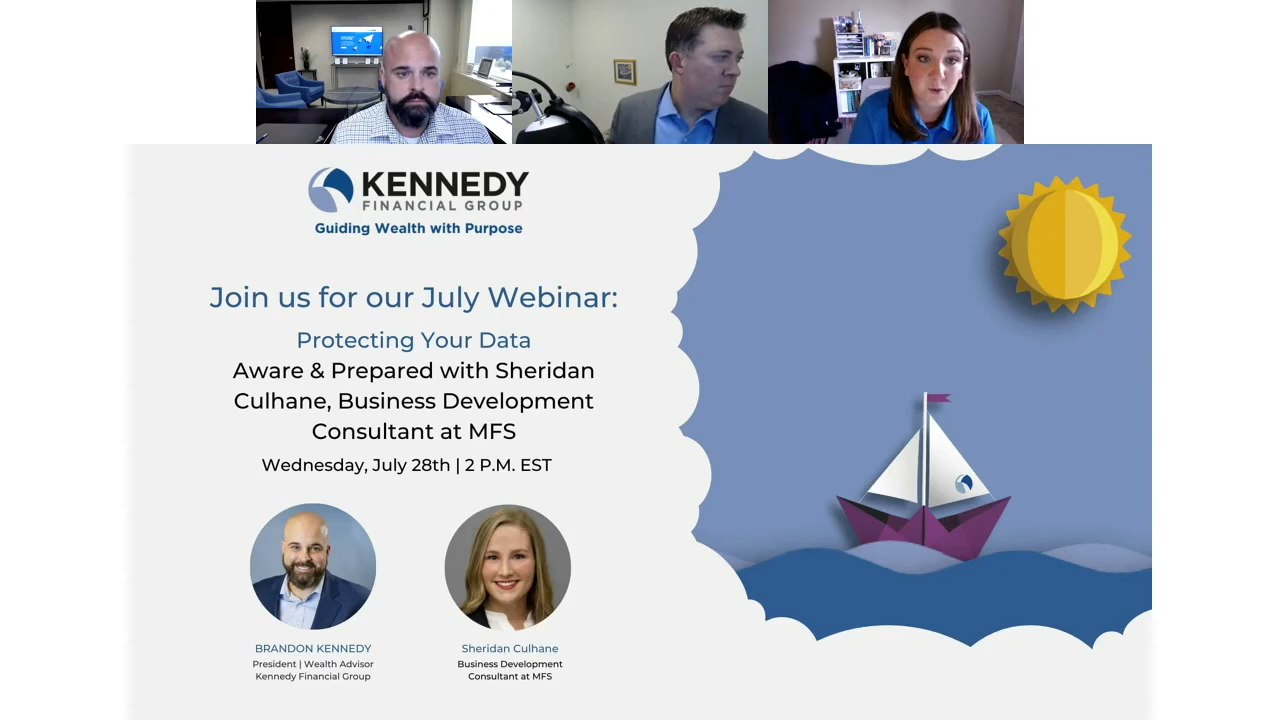 KENNEDY
FINANCIAL GROUP
Guiding Wealth with Purpose
Join us for our July Webinar:
Protecting Your Data
Aware & Prepared with Sheridan
Culhane, Business Development
Consultant at MFS
Wednesday, July 28th | 2 P.M. EST
BRANDON KENNEDY
President | Wealth Advisor
Kennedy Financial Group
Sheridan Culhane
Business Development
Consultant at MFS